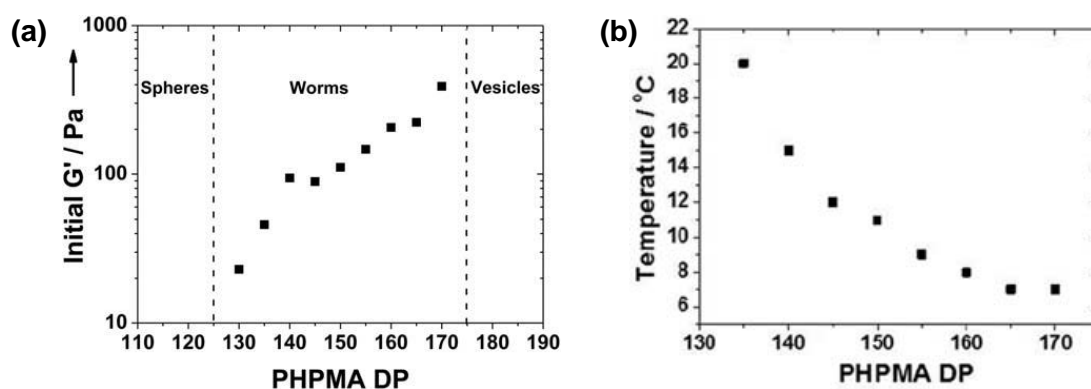 (a)
Initial G' / Pa
1000
100
10
Spheres Worms Vesicles
110 120 130 140 150 160 170 180 190
PHPMA DP
(b)
Temperature / °C
22
20
18
16
14
12
10
8
6
130 140 150 160 170
PHPMA DP